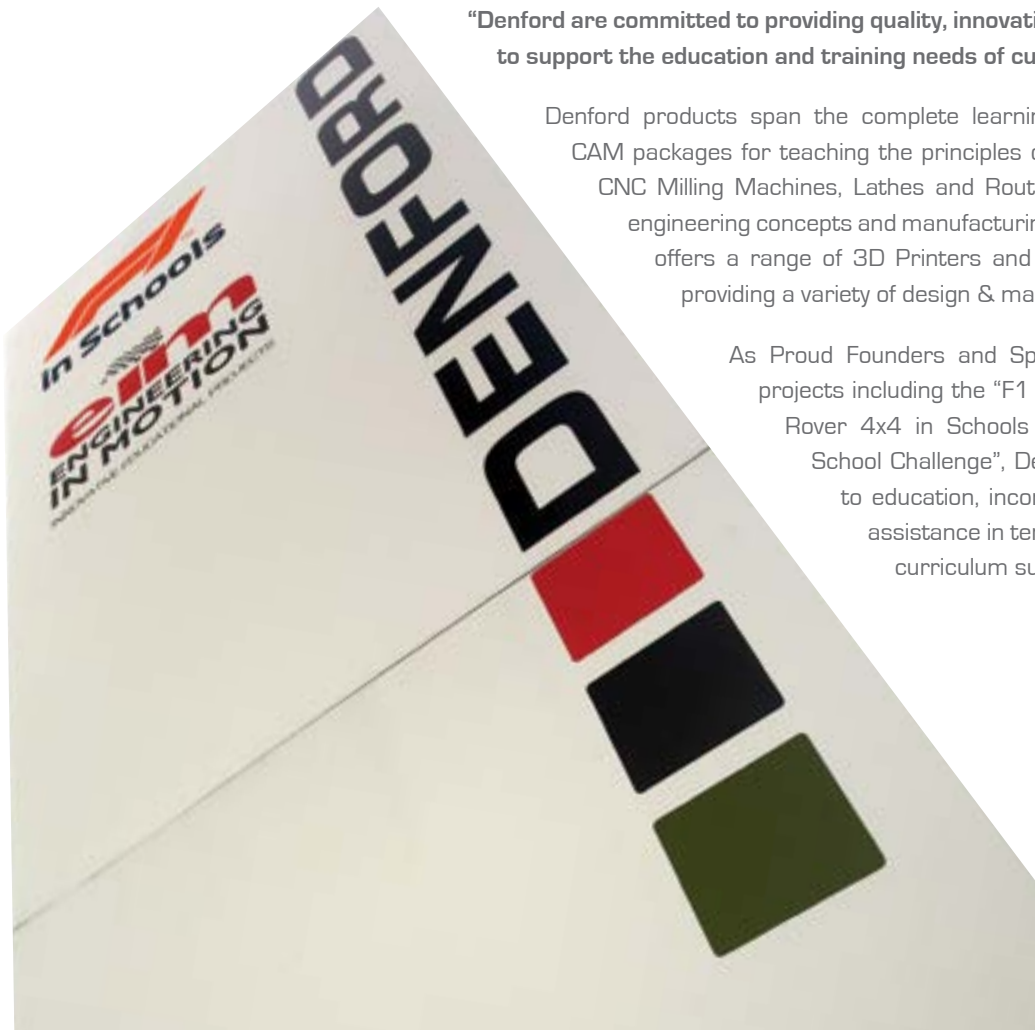 “Denford are committed to providing quality, innovati
to support the education and training needs of cu
Denford products span the complete learnin
CAM packages for teaching the principles o
CNC Milling Machines, Lathes and Rout
engineering concepts and manufacturin
offers a range of 3D Printers and
providing a variety of design & ma
As Proud Founders and Sp
projects including the “F1
Rover 4x4 in Schools
School Challenge”, De
to education, incor
assistance in ter
curriculum su
DENFORD
in schools
eim
ENGINEERING
IN MOTION
INNOVATIVE EDUCATIONAL PROJECTS